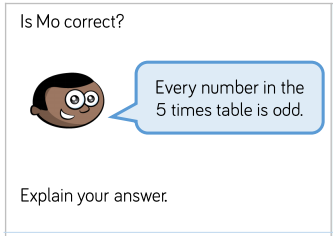 Is Mo correct?
Every number in the
5 times table is odd.
Explain your answer.